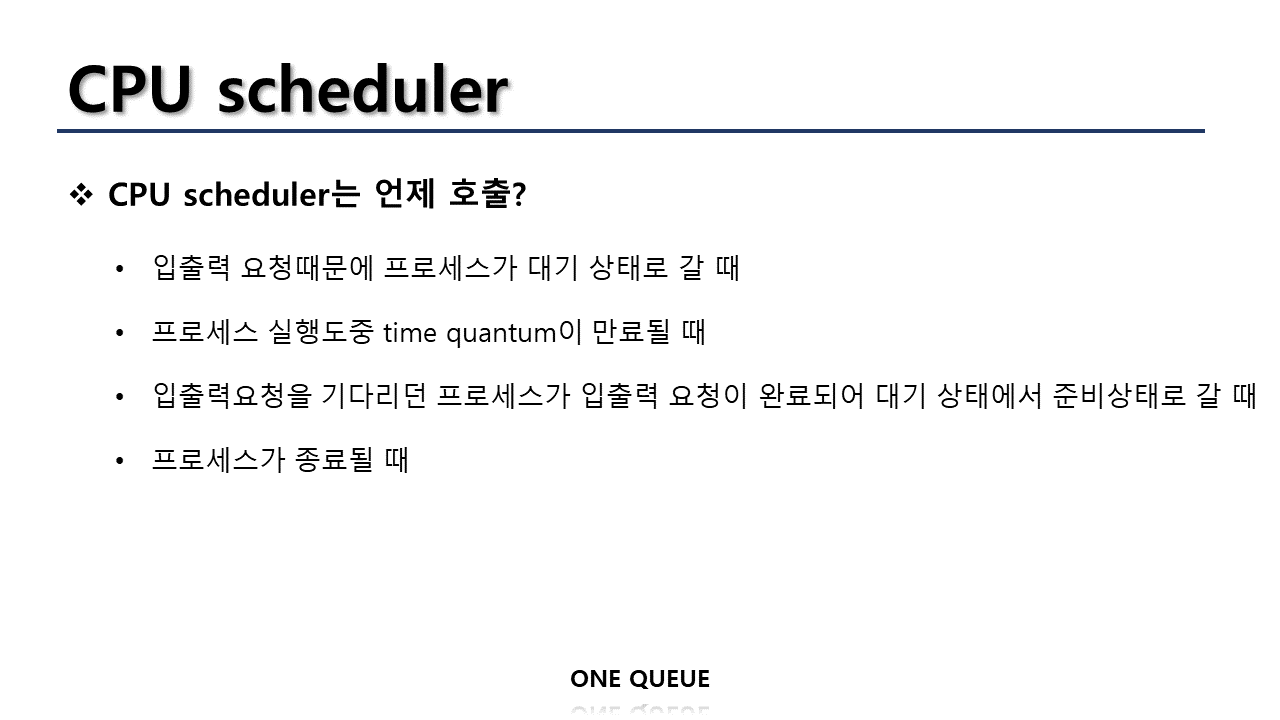 CPU scheduler
❖ CPU scheduler는 언제 호출?
• 입출력 요청때문에 프로세스가 대기 상태로 갈 때
• 프로세스 실행도중 time quantum이 만료될 때
• 입출력요청을 기다리던 프로세스가 입출력 요청이 완료되어 대기 상태에서 준비상태로 갈 때
• 프로세스가 종료될 때
ONE QUEUE